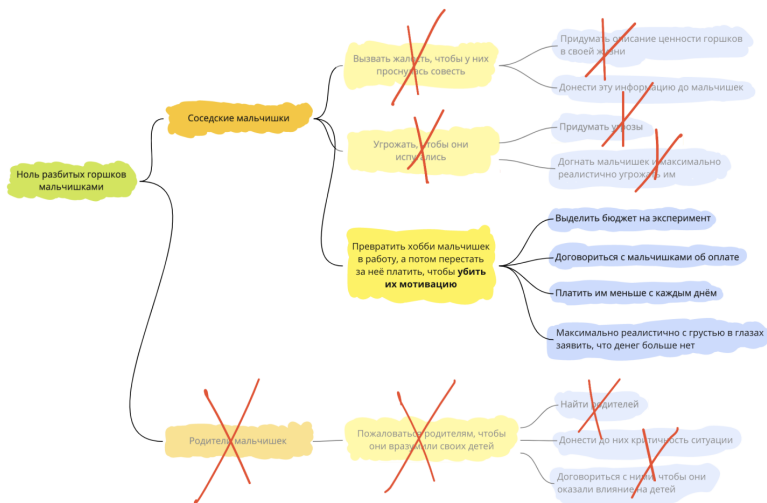 Ноль разбитых горшков
мальчишками
Соседские мальчишки
Вызвать жалость, чтобы у них
проснулась совесть
Придумать описание ценности горшков
в своей жизни
Донести эту информацию до мальчишек
Угрожать, чтобы они
испугались
Придумать угрозы
Догнать мальчишек и максимально
реалистично угрожать им
Превратить хобби мальчишек
в работу, а потом перестать
за неё платить, чтобы убить
их мотивацию
Выделить бюджет на эксперимент
Договориться с мальчишками об оплате
Платить им меньше с каждым днём
Максимально реалистично с грустью в глазах
заявить, что денег больше нет
Родители мальчишек
Пожаловаться родителям, чтобы
они вразумили своих детей
Найти родителей
Донести до них критичность ситуации
Договориться с ними, чтобы они
оказали влияние на детей